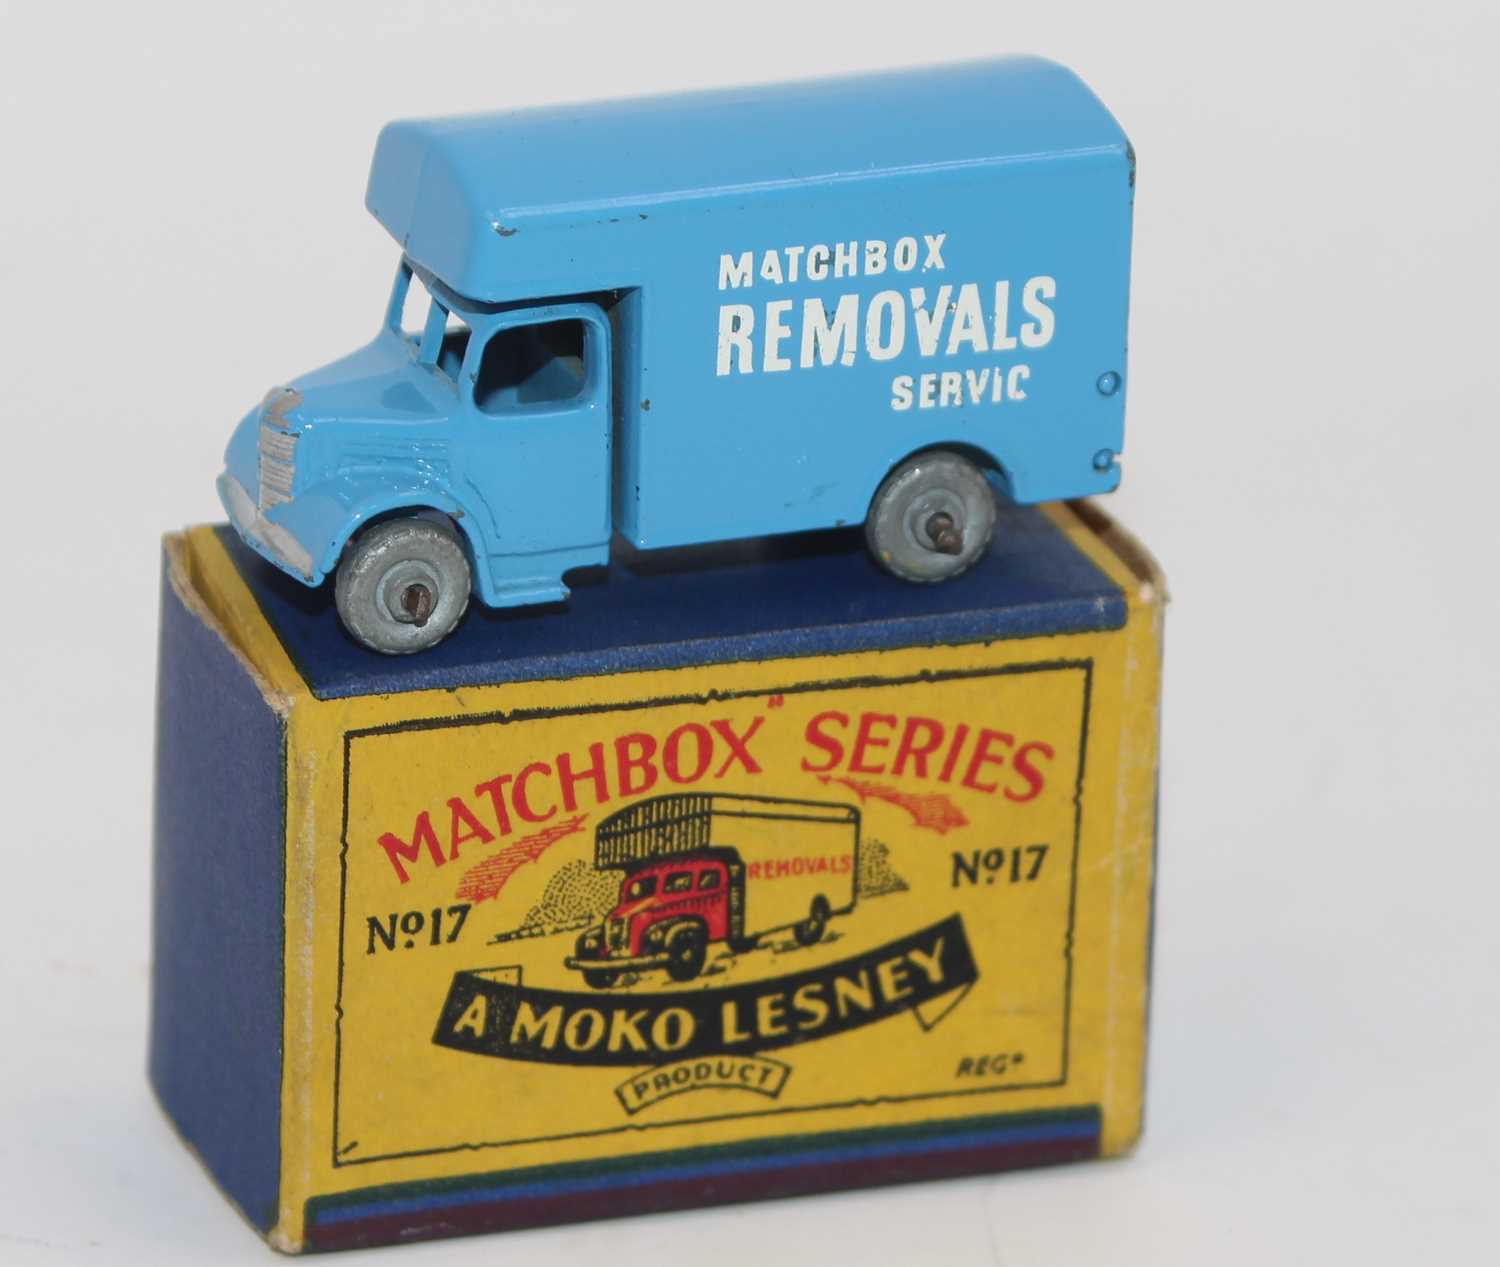 MATCHBOX
REMOVALS
SERVIC
MATCHBOX" SERIES
REMOVALS
Nº17
Nº17
A MOKO LESNEY
PRODUCT
REGD